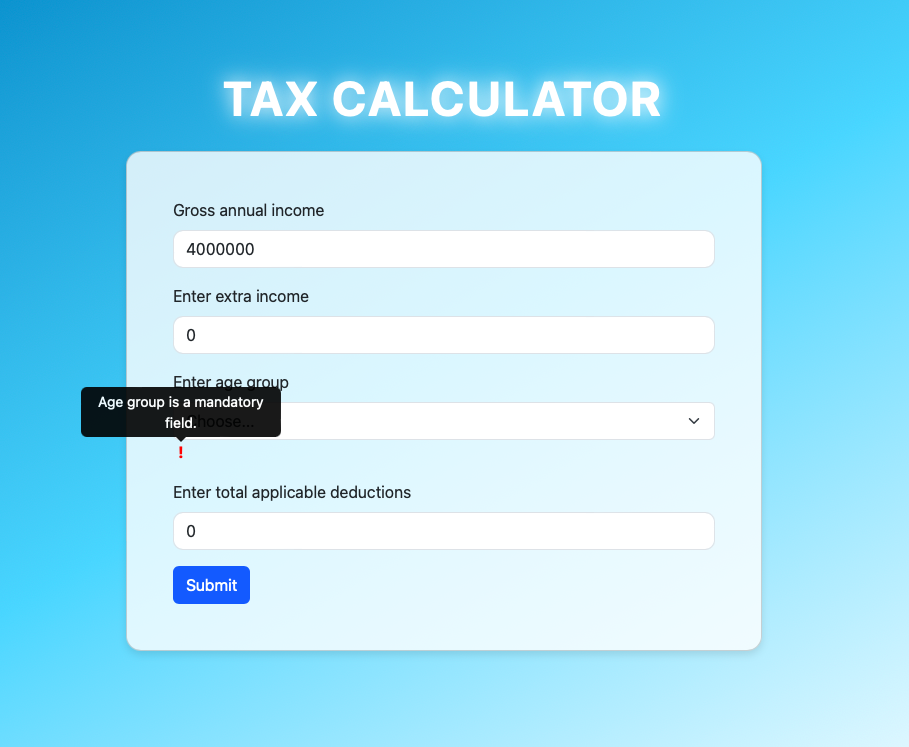 TAX CALCULATOR
Gross annual income
4000000
Enter extra income
0
Enter age group
Age group is a mandatory
field.
Choose...
!
Enter total applicable deductions
0
Submit